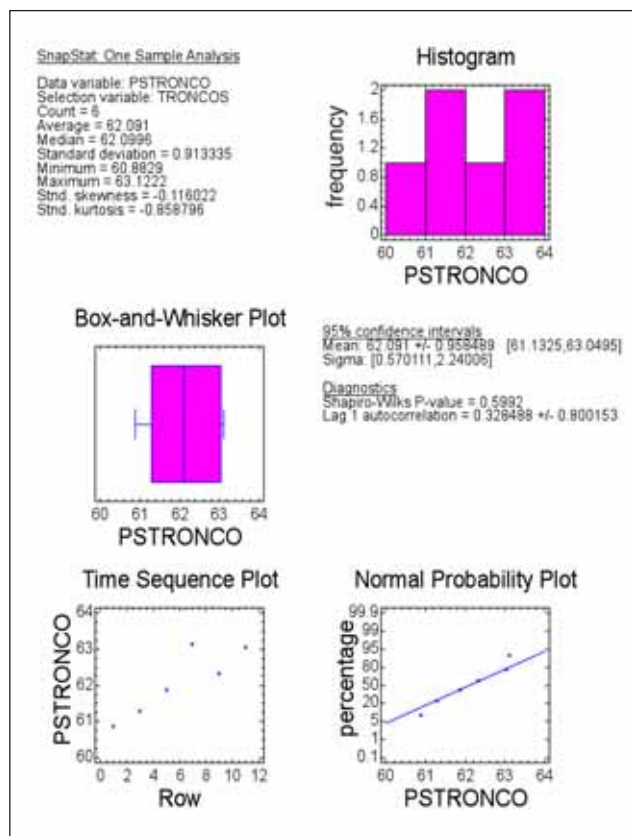 SnapStat: One Sample Analysis
Data variable: PSTRONCO
Selection variable: TRONCOS
Count = 6
Average = 62.091
Median = 62.0996
Standard deviation = 0.913335
Minimum = 60.8829
Maximum = 63.1222
Stnd. skewness = -0.116022
Stnd. kurtosis = -0.858796
Histogram
frequency
2
1.6
1.2
0.8
0.4
0
60 61 62 63 64
PSTRONCO
Box-and-Whisker Plot
60 61 62 63 64
PSTRONCO
95% confidence intervals
Mean: 62.091 +/- 0.958489 [61.1325,63.0495]
Sigma: [0.570111,2.24006]
Diagnostics
Shapiro-Wilks P-value = 0.5992
Lag 1 autocorrelation = 0.328488 +/- 0.800153
Time Sequence Plot
PSTRONCO
64
63
62
61
60
0 2 4 6 8 10 12
Row
Normal Probability Plot
percentage
99.9
99
95
80
50
20
5
1
0.1
60 61 62 63 64
PSTRONCO